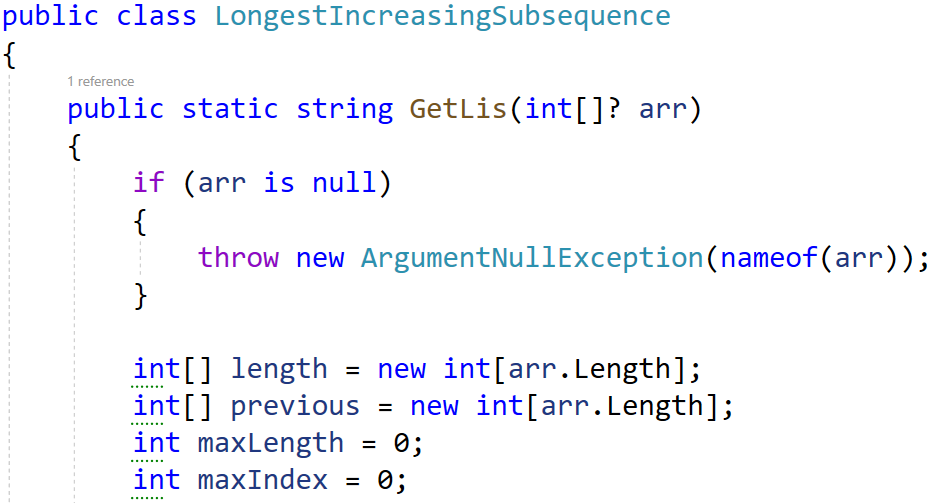 public class LongestIncreasingSubsequence
{
1 reference
public static string GetLis(int[]? arr)
{
if (arr is null)
{
throw new ArgumentNullException(nameof(arr));
}
int[] length = new int[arr.Length];
int[] previous = new int[arr.Length];
int maxLength = 0;
int maxIndex = 0;